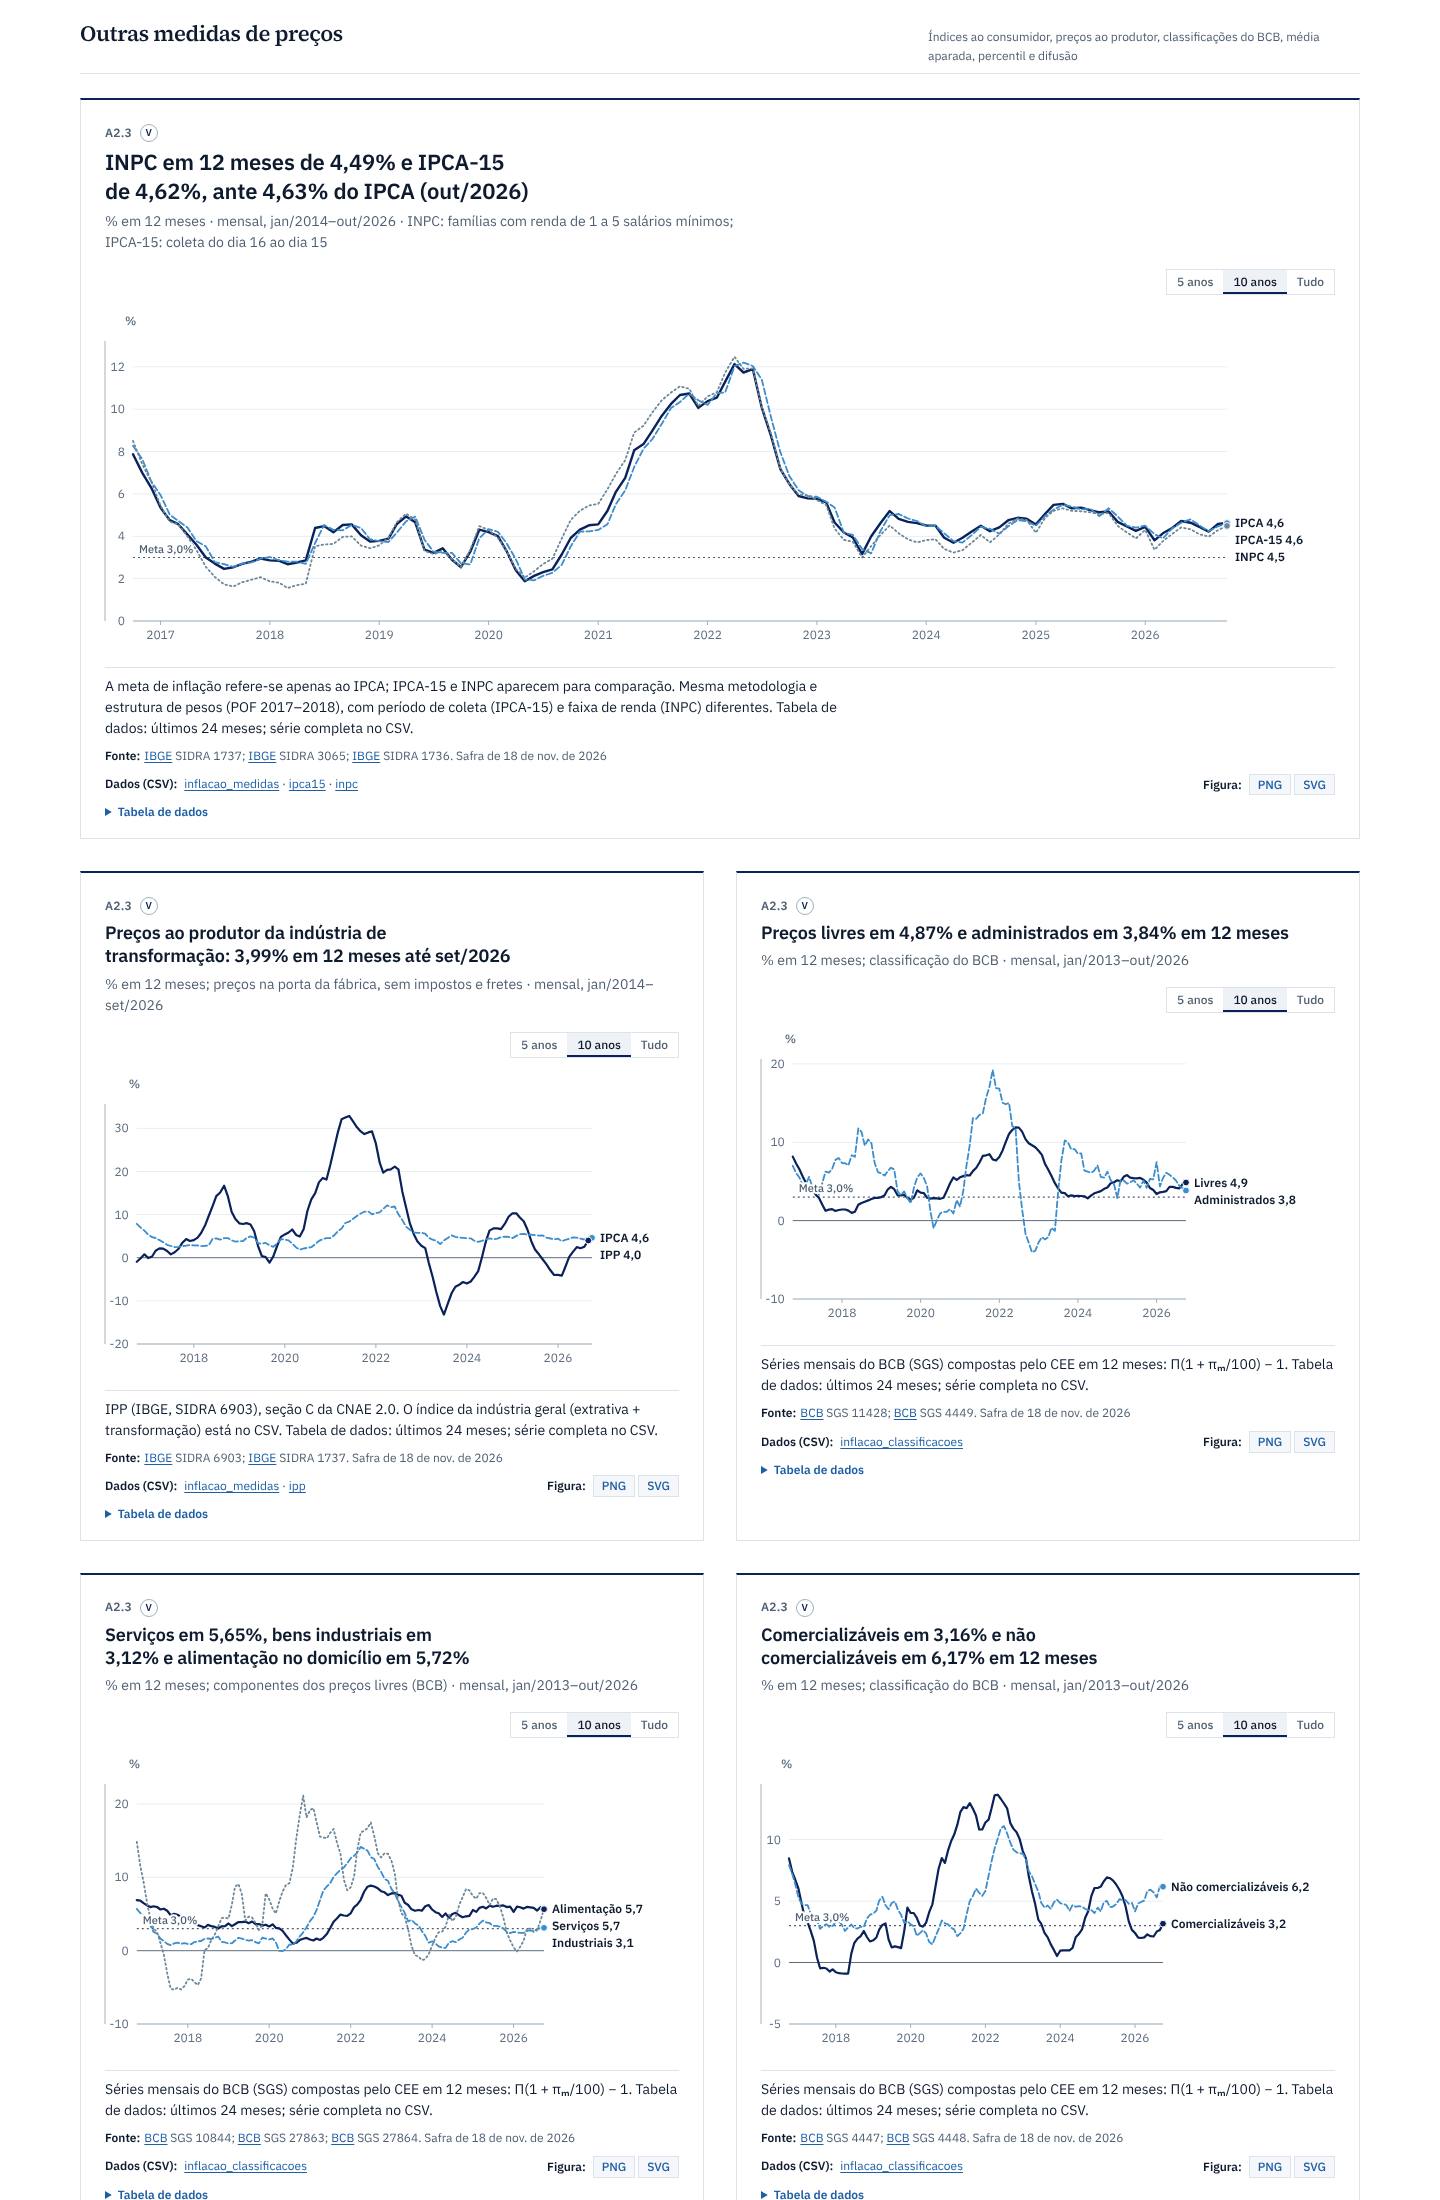 Outras medidas de preços
Índices ao consumidor, preços ao produtor, classificações do BCB, média
aparada, percentil e difusão
A2.3 V
INPC em 12 meses de 4,49% e IPCA-15
de 4,62%, ante 4,63% do IPCA (out/2026)
% em 12 meses · mensal, jan/2014–out/2026 · INPC: famílias com renda de 1 a 5 salários mínimos;
IPCA-15: coleta do dia 16 ao dia 15
5 anos 10 anos Tudo
%
12
10
8
6
4
2
0
Meta 3,0%
IPCA 4,6
IPCA-15 4,6
INPC 4,5
2017 2018 2019 2020 2021 2022 2023 2024 2025 2026
A meta de inflação refere-se apenas ao IPCA; IPCA-15 e INPC aparecem para comparação. Mesma metodologia e
estrutura de pesos (POF 2017–2018), com período de coleta (IPCA-15) e faixa de renda (INPC) diferentes. Tabela de
dados: últimos 24 meses; série completa no CSV.
Fonte: IBGE SIDRA 1737; IBGE SIDRA 3065; IBGE SIDRA 1736. Safra de 18 de nov. de 2026
Dados (CSV): inflacao_medidas · ipca15 · inpc
Figura: PNG SVG
▶ Tabela de dados
A2.3 V
Preços ao produtor da indústria de
transformação: 3,99% em 12 meses até set/2026
% em 12 meses; preços na porta da fábrica, sem impostos e fretes · mensal, jan/2014–
set/2026
5 anos 10 anos Tudo
%
30
20
10
0
-10
-20
IPCA 4,6
IPP 4,0
2018 2020 2022 2024 2026
IPP (IBGE, SIDRA 6903), seção C da CNAE 2.0. O índice da indústria geral (extrativa +
transformação) está no CSV. Tabela de dados: últimos 24 meses; série completa no CSV.
Fonte: IBGE SIDRA 6903; IBGE SIDRA 1737. Safra de 18 de nov. de 2026
Dados (CSV): inflacao_medidas · ipp
Figura: PNG SVG
▶ Tabela de dados
A2.3 V
Preços livres em 4,87% e administrados em 3,84% em 12 meses
% em 12 meses; classificação do BCB · mensal, jan/2013–out/2026
5 anos 10 anos Tudo
%
20
10
0
-10
Meta 3,0%
Livres 4,9
Administrados 3,8
2018 2020 2022 2024 2026
Séries mensais do BCB (SGS) compostas pelo CEE em 12 meses: Π(1 + πₘ/100) − 1. Tabela
de dados: últimos 24 meses; série completa no CSV.
Fonte: BCB SGS 11428; BCB SGS 4449. Safra de 18 de nov. de 2026
Dados (CSV): inflacao_classificacoes
Figura: PNG SVG
▶ Tabela de dados
A2.3 V
Serviços em 5,65%, bens industriais em
3,12% e alimentação no domicílio em 5,72%
% em 12 meses; componentes dos preços livres (BCB) · mensal, jan/2013–out/2026
5 anos 10 anos Tudo
%
20
10
0
-10
Meta 3,0%
Alimentação 5,7
Serviços 5,7
Industriais 3,1
2018 2020 2022 2024 2026
Séries mensais do BCB (SGS) compostas pelo CEE em 12 meses: Π(1 + πₘ/100) − 1. Tabela
de dados: últimos 24 meses; série completa no CSV.
Fonte: BCB SGS 10844; BCB SGS 27863; BCB SGS 27864. Safra de 18 de nov. de 2026
Dados (CSV): inflacao_classificacoes
Figura: PNG SVG
▶ Tabela de dados
A2.3 V
Comercializáveis em 3,16% e não
comercializáveis em 6,17% em 12 meses
% em 12 meses; classificação do BCB · mensal, jan/2013–out/2026
5 anos 10 anos Tudo
%
10
5
0
-5
Meta 3,0%
Não comercializáveis 6,2
Comercializáveis 3,2
2018 2020 2022 2024 2026
Séries mensais do BCB (SGS) compostas pelo CEE em 12 meses: Π(1 + πₘ/100) − 1. Tabela
de dados: últimos 24 meses; série completa no CSV.
Fonte: BCB SGS 4447; BCB SGS 4448. Safra de 18 de nov. de 2026
Dados (CSV): inflacao_classificacoes
Figura: PNG SVG
▶ Tabela de dados